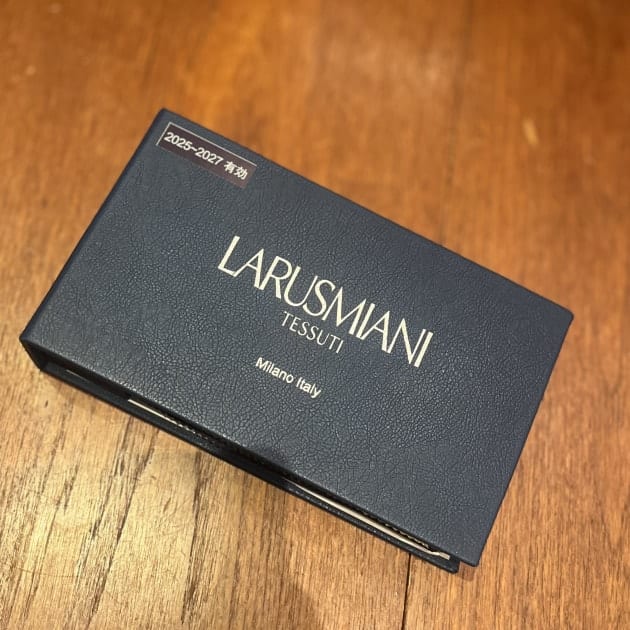 2025-2027 有効
LARUSMIANI
TESSUTI
Milano Italy